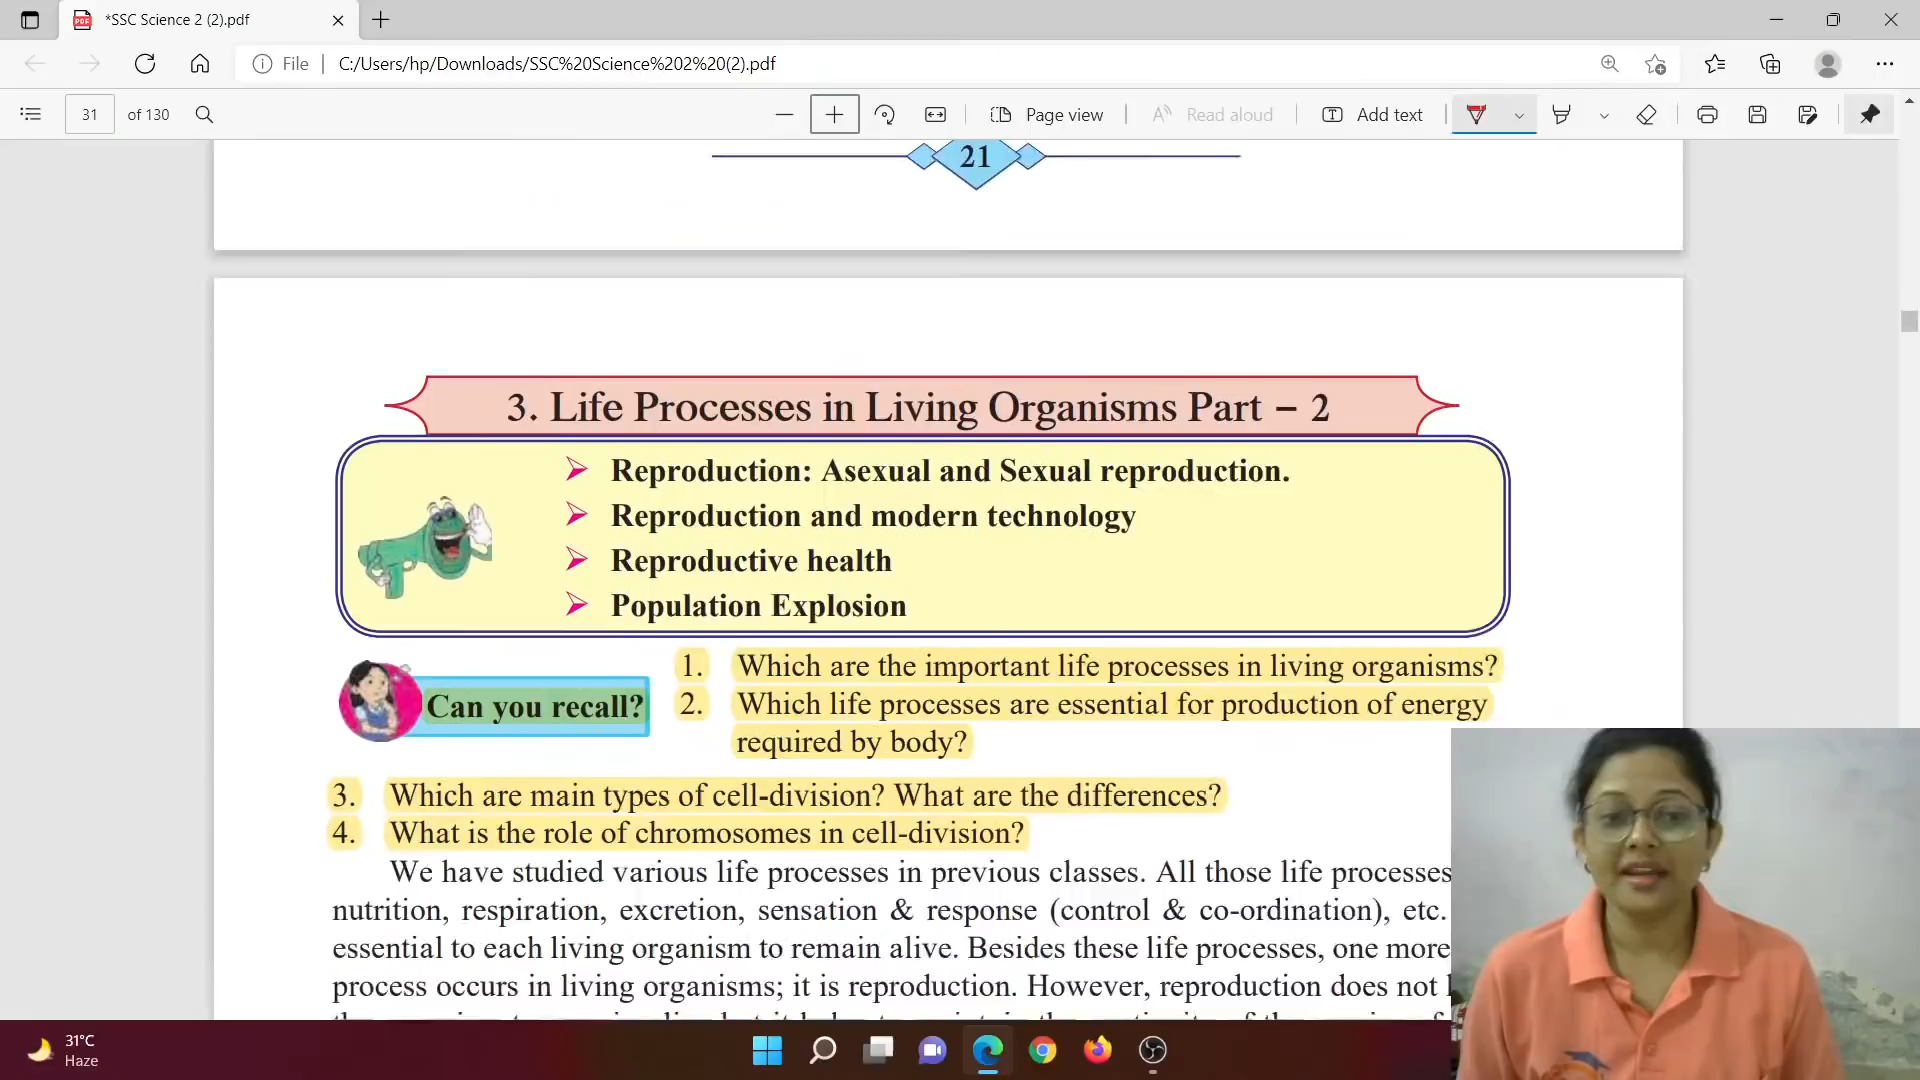 *SSC Science 2 (2).pdf
File
C:/Users/hp/Downloads/SSC%20Science%202%20(2).pdf
31 of 130
Page view
Read aloud
Add text
21
3. Life Processes in Living Organisms Part – 2
Reproduction: Asexual and Sexual reproduction.
Reproduction and modern technology
Reproductive health
Population Explosion
Can you recall?
1. Which are the important life processes in living organisms?
2. Which life processes are essential for production of energy
required by body?
3. Which are main types of cell-division? What are the differences?
4. What is the role of chromosomes in cell-division?
We have studied various life processes in previous classes. All those life processes
nutrition, respiration, excretion, sensation & response (control & co-ordination), etc.
essential to each living organism to remain alive. Besides these life processes, one more
process occurs in living organisms; it is reproduction. However, reproduction does not
31°C
Haze